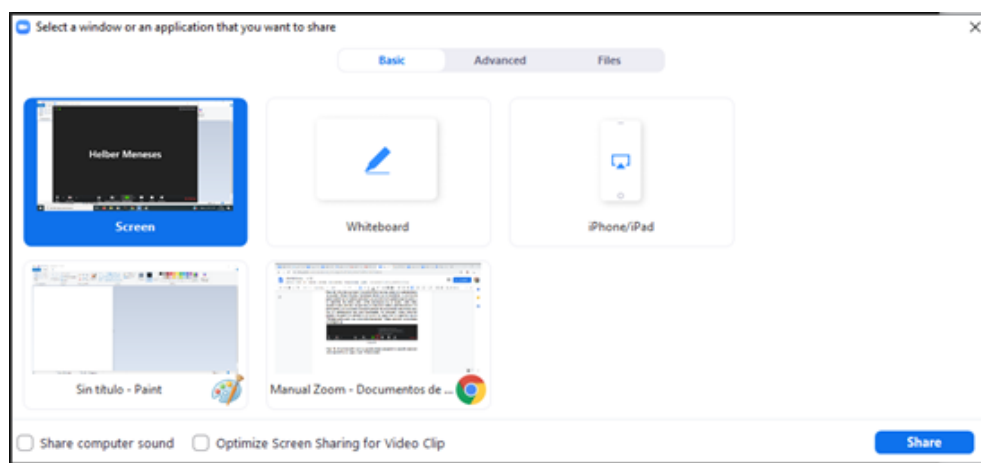 Select a window or an application that you want to share
Basic Advanced Files
Helber Meneses
Screen
Whiteboard
iPhone/iPad
Sin título - Paint
Manual Zoom - Documentos de ...
Share computer sound
Optimize Screen Sharing for Video Clip
Share